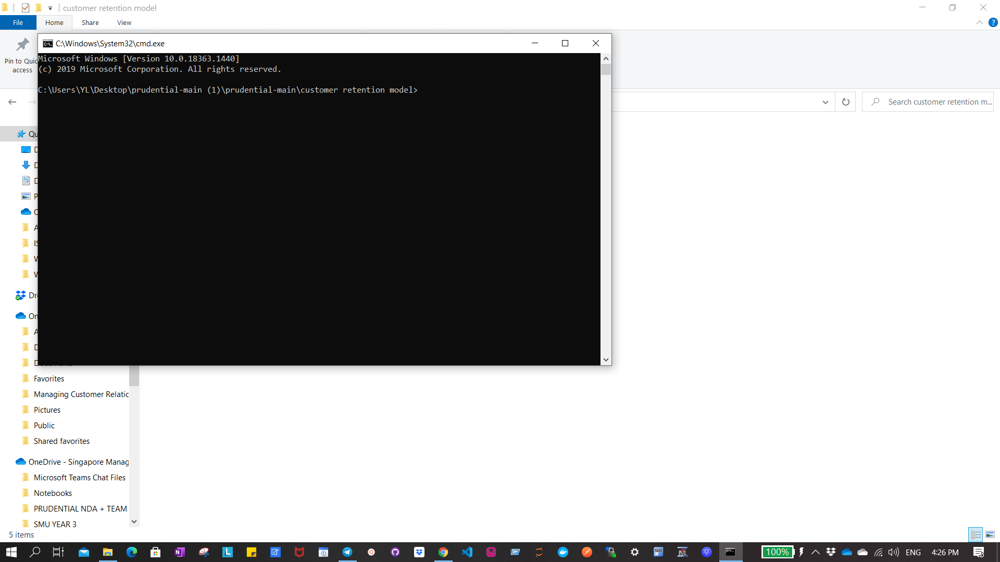 customer retention model
File
Home
Share
View
C:\Windows\System32\cmd.exe
Pin to Quic
access
Microsoft Windows [Version 10.0.18363.1440]
(c) 2019 Microsoft Corporation. All rights reserved.
C:\Users\YL\Desktop\prudential-main (1)\prudential-main\customer retention model>
Search customer retention m...
Qu
D
D
D
P
O
A
IS
W
W
Dr
On
A
D
Documents
Favorites
Managing Customer Relatic
Pictures
Public
Shared favorites
OneDrive - Singapore Manag
Microsoft Teams Chat Files
Notebooks
PRUDENTIAL NDA + TEAM
SMU YEAR 3
5 items
100%
ENG
4:26 PM